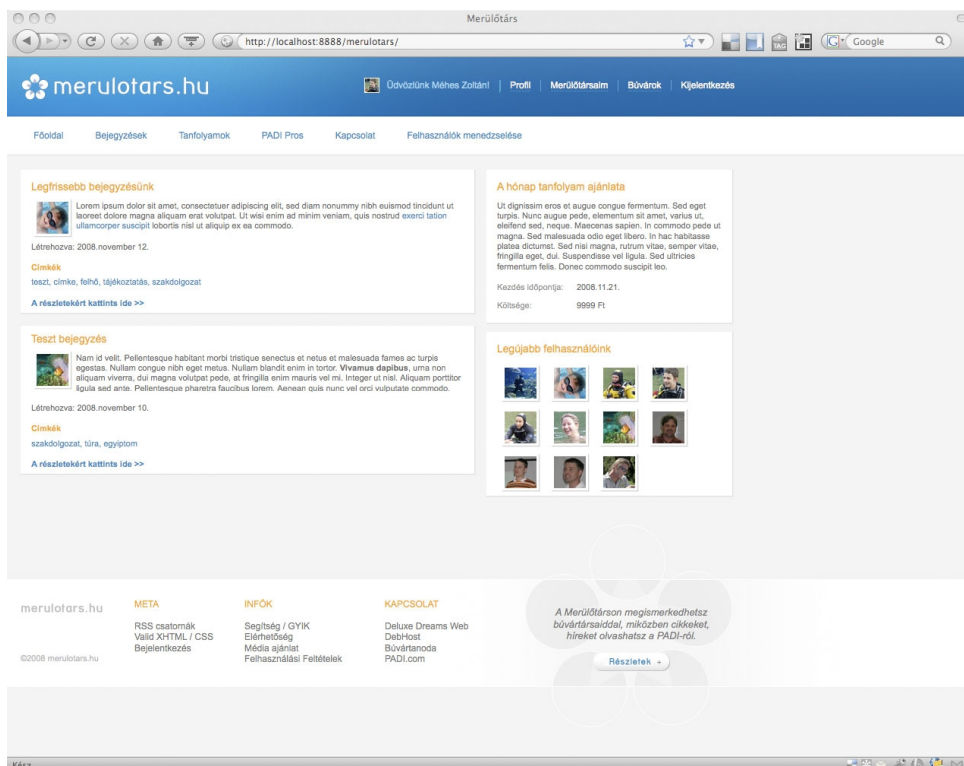 Merülőtárs
http://localhost:8888/merulotars/
TAG
Google
merulotars.hu
Üdvözlünk Méhes Zoltán!
Profil
Merülőtársaim
Búvárok
Kijelentkezés
Főoldal
Bejegyzések
Tanfolyamok
PADI Pros
Kapcsolat
Felhasználók menedzselése
Legfrissebb bejegyzésünk
Lorem ipsum dolor sit amet, consectetuer adipiscing elit, sed diam nonummy nibh euismod tincidunt ut
laoreet dolore magna aliquam erat volutpat. Ut wisi enim ad minim veniam, quis nostrud exerci tation
ullamcorper suscipit lobortis nisl ut aliquip ex ea commodo.
Létrehozva: 2008.november 12.
Címkék
teszt, címke, felhő, tájékoztatás, szakdolgozat
A részletekért kattints ide >>
Teszt bejegyzés
Nam id velit. Pellentesque habitant morbi tristique senectus et netus et malesuada fames ac turpis
egestas. Nullam congue nibh eget metus. Nullam blandit enim in tortor. Vivamus dapibus, urna non
aliquam viverra, dui magna volutpat pede, at fringilla enim mauris vel mi. Integer ut nisl. Aliquam porttitor
ligula sed ante. Pellentesque pharetra faucibus lorem. Aenean quis nunc vel orci vulputate commodo.
Létrehozva: 2008.november 10.
Címkék
szakdolgozat, túra, egyiptom
A részletekért kattints ide >>
A hónap tanfolyam ajánlata
Ut dignissim eros et augue congue fermentum. Sed eget
turpis. Nunc augue pede, elementum sit amet, varius ut,
eleifend sed, neque. Maecenas sapien. In commodo pede ut
magna. Sed malesuada odio eget libero. In hac habitasse
platea dictumst. Sed nisi magna, rutrum vitae, semper vitae,
fringilla eget, dui. Suspendisse vel ligula. Sed ultricies
fermentum felis. Donec commodo suscipit leo.
Kezdés időpontja: 2008.11.21.
Költsége: 9999 Ft
Legújabb felhasználóink
merulotars.hu
©2008 merulotars.hu
META
RSS csatornák
Valid XHTML / CSS
Bejelentkezés
INFÓK
Segítség / GYIK
Elérhetőség
Média ajánlat
Felhasználási Feltételek
KAPCSOLAT
Deluxe Dreams Web
DebHost
Búvártanoda
PADI.com
A Merülőtárson megismerkedhetsz
búvártársaiddal, miközben cikkeket,
híreket olvashatsz a PADI-ról.
Részletek
Kész